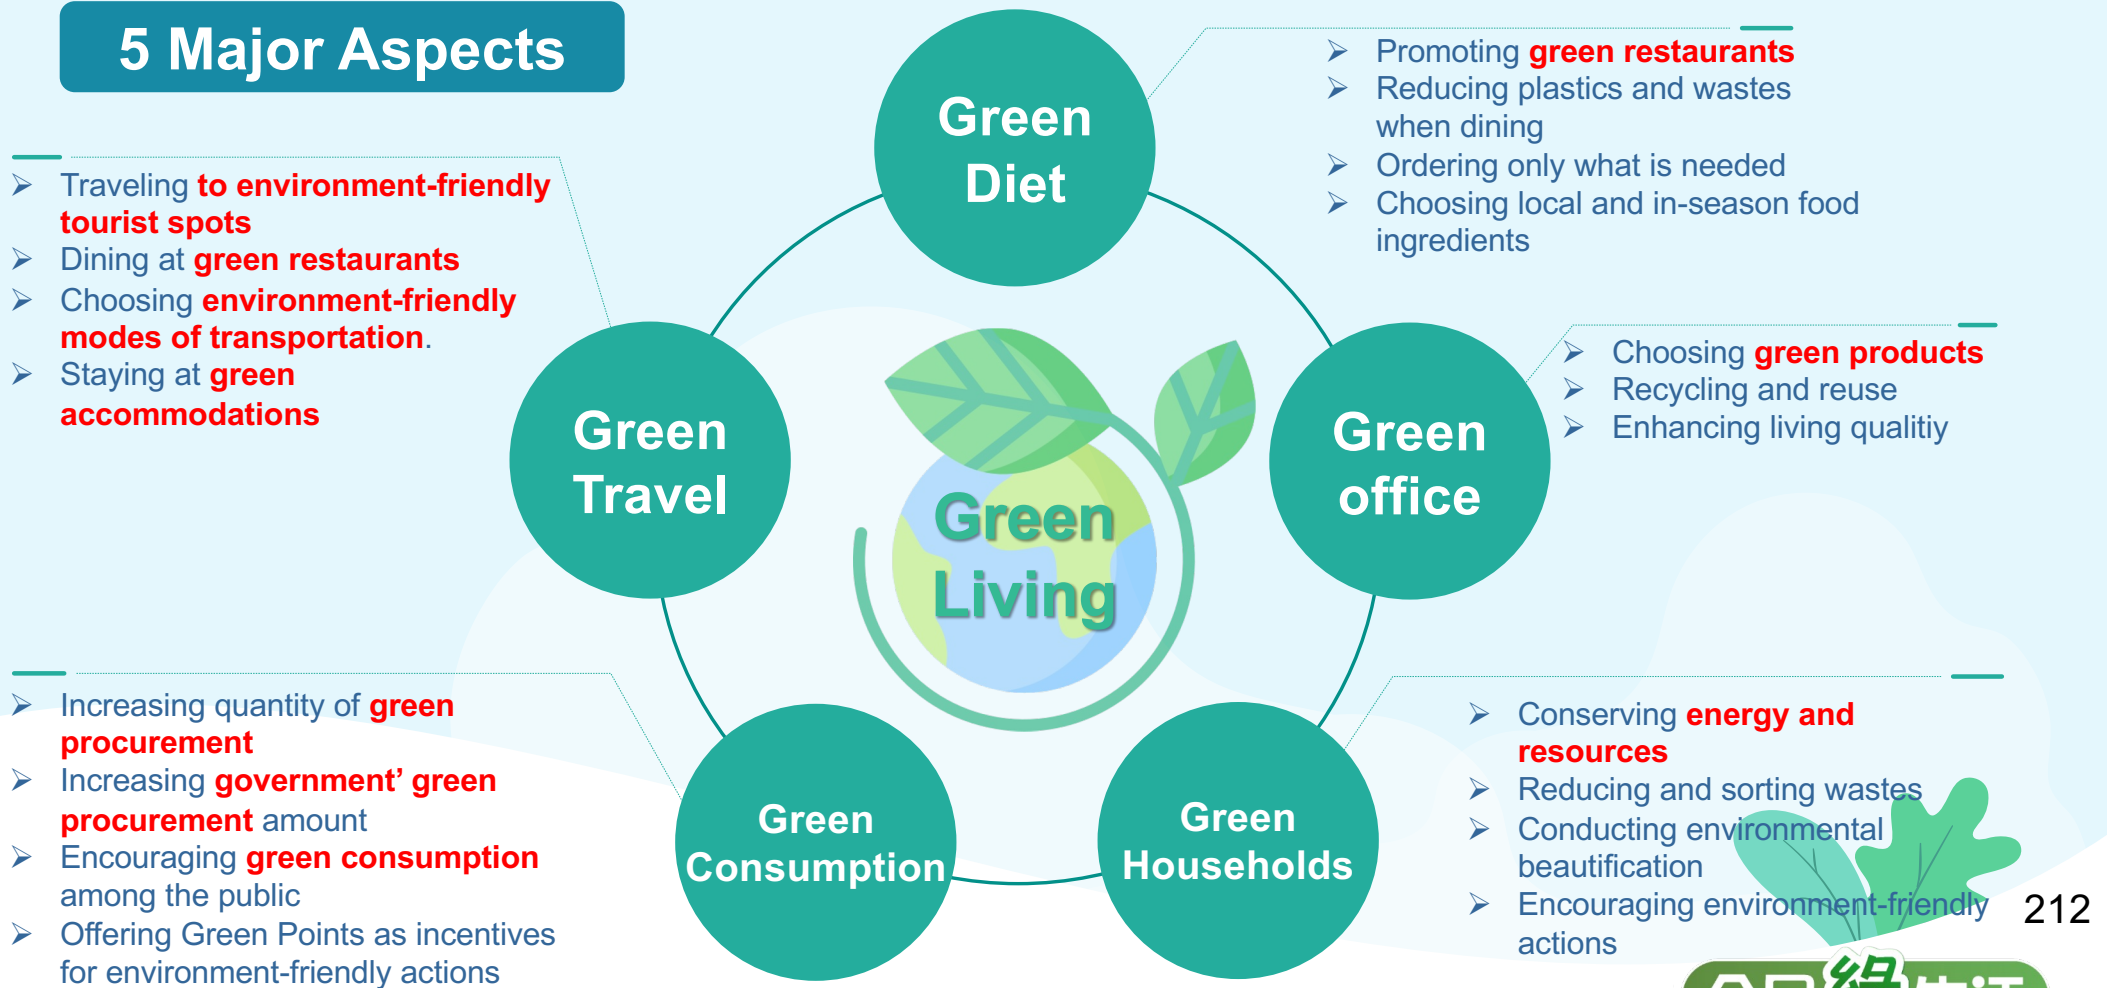 5 Major Aspects
Green
Diet
Promoting green restaurants
Reducing plastics and wastes
when dining
Ordering only what is needed
Choosing local and in-season food
ingredients
Traveling to environment-friendly
tourist spots
Dining at green restaurants
Choosing environment-friendly
modes of transportation.
Staying at green
accommodations
Green
Travel
Green
office
Choosing green products
Recycling and reuse
Enhancing living qualitiy
Green
Living
Increasing quantity of green
procurement
Increasing government’ green
procurement amount
Encouraging green consumption
among the public
Offering Green Points as incentives
for environment-friendly actions
Green
Consumption
Green
Households
Conserving energy and
resources
Reducing and sorting wastes
Conducting environmental
beautification
Encouraging environment-friendly
actions
212